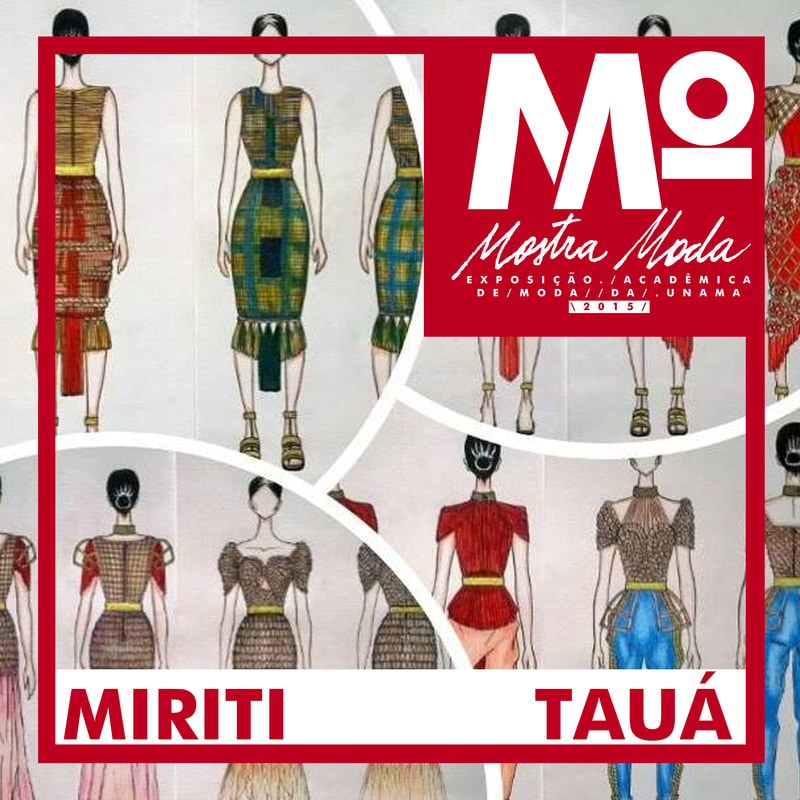 Mº
Mostra Moda
EXPOSIÇÃO./ACADÊMICA
DE/MODA//DA/.UNAMA
\2015/
MIRITI TAUÁ